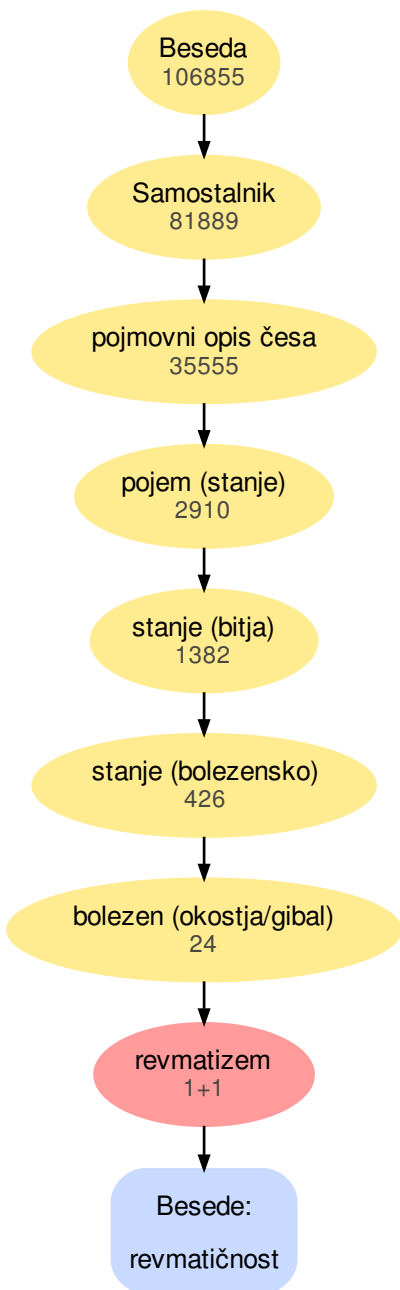 Beseda
106855
Samostalnik
81889
pojmovni opis česa
35555
pojem (stanje)
2910
stanje (bitja)
1382
stanje (bolezensko)
426
bolezen (okostja/gibal)
24
revmatizem
1+1
Besede:
revmatičnost